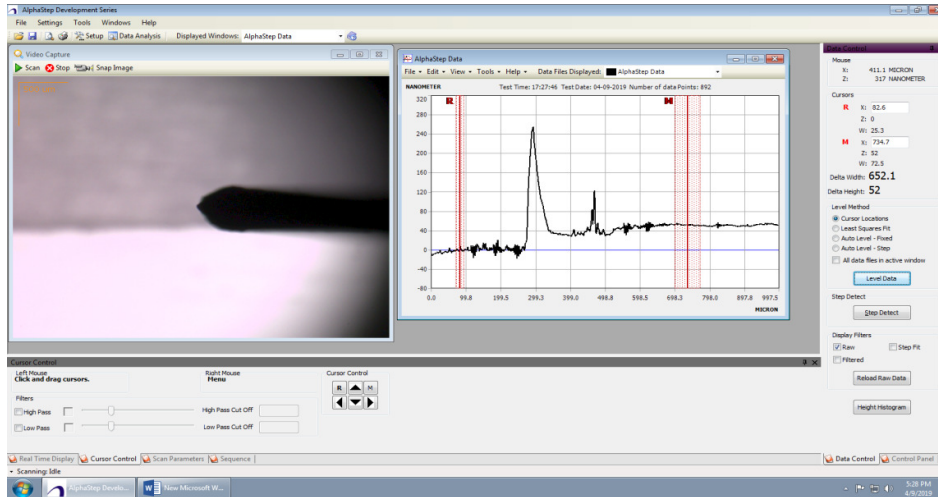 AlphaStep Development Series
File Settings Tools Windows Help
Setup Data Analysis Displayed Windows: AlphaStep Data
Video Capture
Scan Stop Snap Image
AlphaStep Data
File Edit View Tools Help Data Files Displayed: AlphaStep Data
NANOMETER Test Time: 17:27:46 Test Date: 04-09-2019 Number of data Points: 892
R M
320
280
240
200
160
120
80
40
0
-40
-80
0.0 99.8 199.5 299.3 399.0 498.8 598.5 698.3 798.0 897.8 997.5
MICRON
Data Control
Mouse
X: 411.1 MICRON
Z: 317 NANOMETER
Cursors
R X: 82.6
Z: 0
W: 25.3
M X: 734.7
Z: 52
W: 72.5
Delta Width: 652.1
Delta Height: 52
Level Method
Cursor Locations
Least Squares Fit
Auto Level - Fixed
Auto Level - Step
All data files in active window
Level Data
Step Detect
Step Detect
Display Filters
Raw Step Fit
Filtered
Reload Raw Data
Height Histogram
Cursor Control
Left Mouse Right Mouse Cursor Control
Click and drag cursors. Menu
R M
Filters
High Pass High Pass Cut Off
Low Pass Low Pass Cut Off
Real Time Display Cursor Control Scan Parameters Sequence
Data Control Control Panel
Scanning: Idle
AlphaStep Develo... New Microsoft W...
5:28 PM
4/9/2019